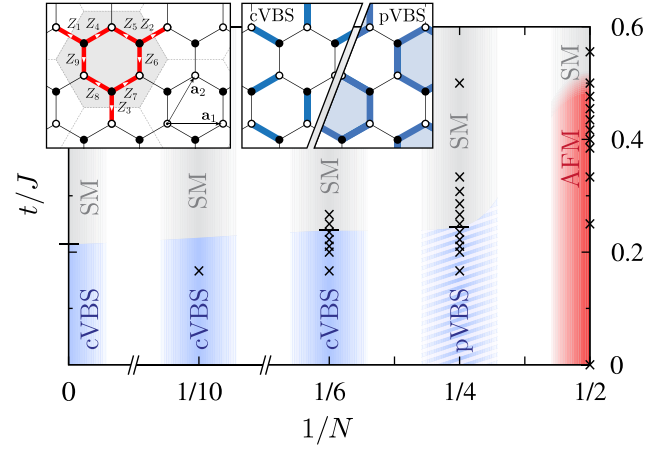 Z1 Z4 Z5 Z2
Z9 Z6
Z8 Z7
Z3
a2
a1
cVBS pVBS
0.6
0.4
0.2
0
t/J
SM SM SM SM SM
AFM
cVBS cVBS cVBS pVBS
0 1/10 1/6 1/4 1/2
1/N